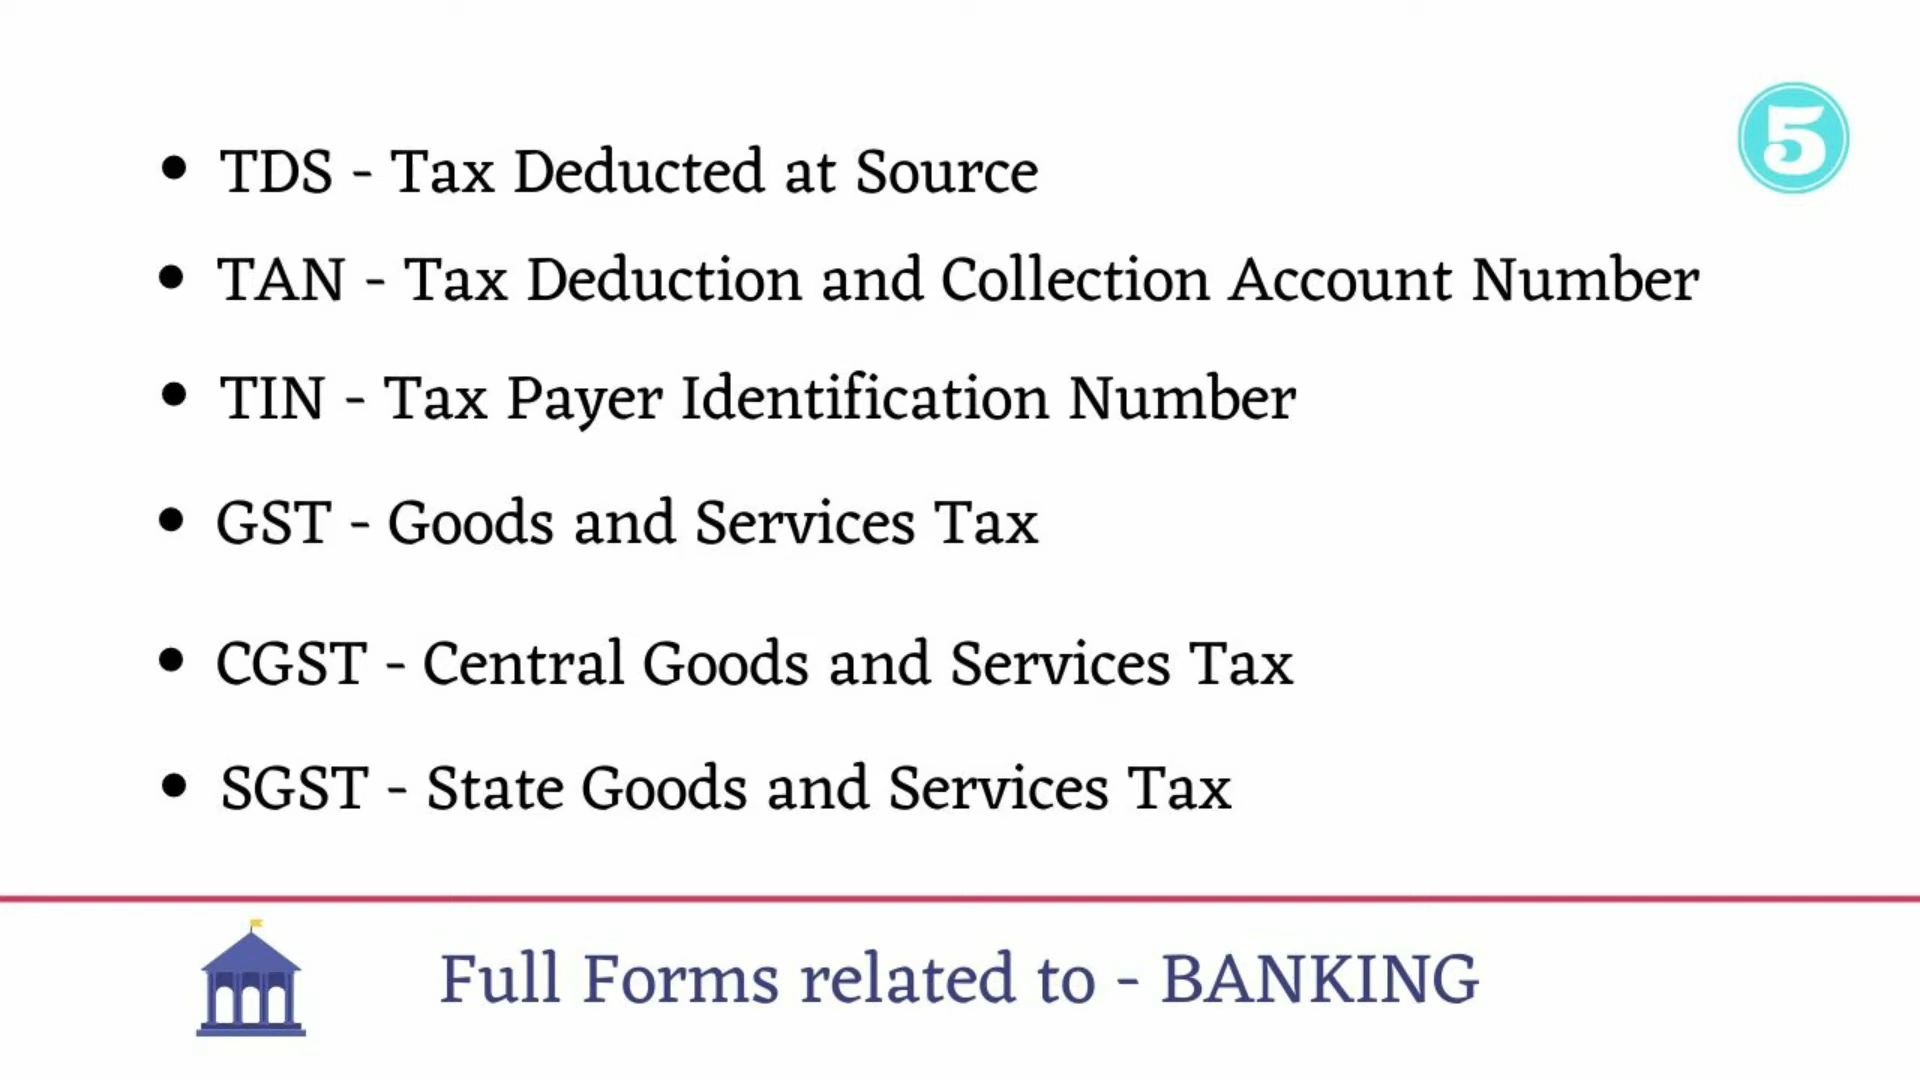 5
• TDS - Tax Deducted at Source
• TAN - Tax Deduction and Collection Account Number
• TIN - Tax Payer Identification Number
• GST - Goods and Services Tax
• CGST - Central Goods and Services Tax
• SGST - State Goods and Services Tax
Full Forms related to - BANKING